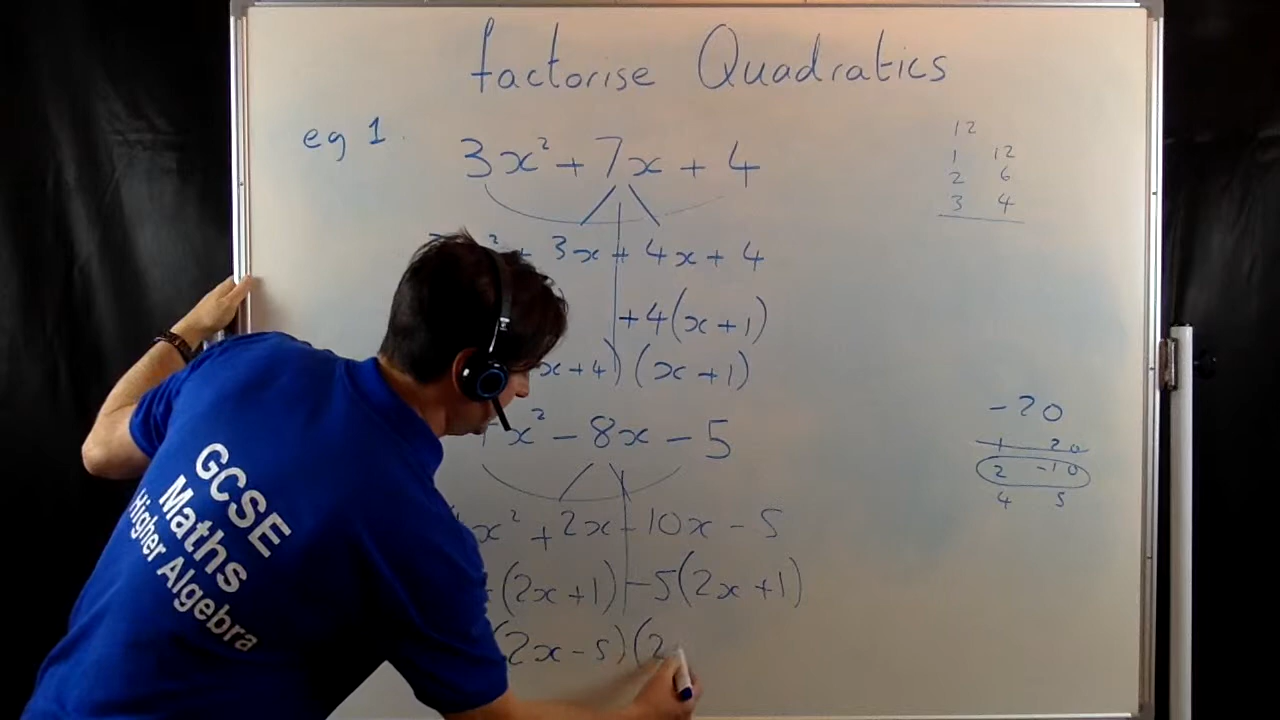 factorise Quadratics
eg 1.
3x² + 7x + 4
² + 3x + 4x + 4
+4(x+1)
x+4)(x+1)
x² - 8x - 5
x² + 2x - 10x - 5
(2x+1) -5(2x+1)
(2x-5)(2
12
1 12
2 6
3 4
-20
1 20
2 -10
4 5
GCSE
Maths
Higher Algebra